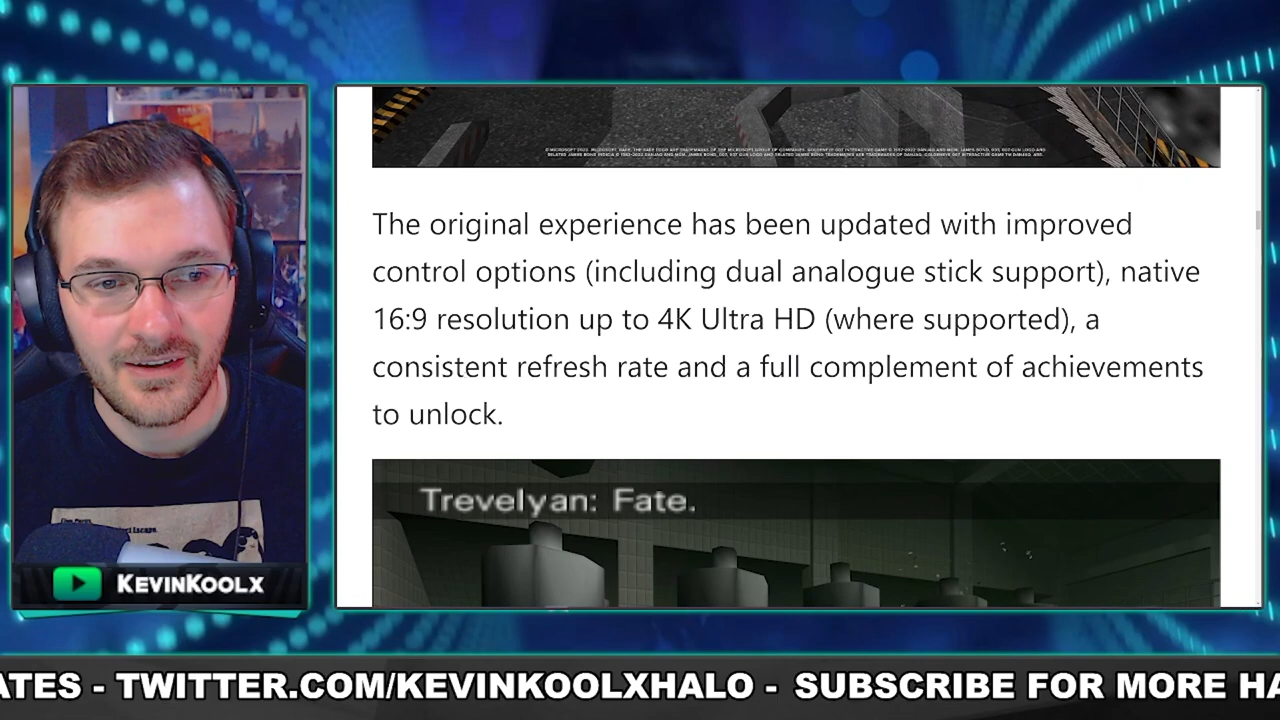 The original experience has been updated with improved
control options (including dual analogue stick support), native
16:9 resolution up to 4K Ultra HD (where supported), a
consistent refresh rate and a full complement of achievements
to unlock.
Trevelyan: Fate.
KEVINKOOLX
ATES - TWITTER.COM/KEVINKOOLXHALO - SUBSCRIBE FOR MORE HA